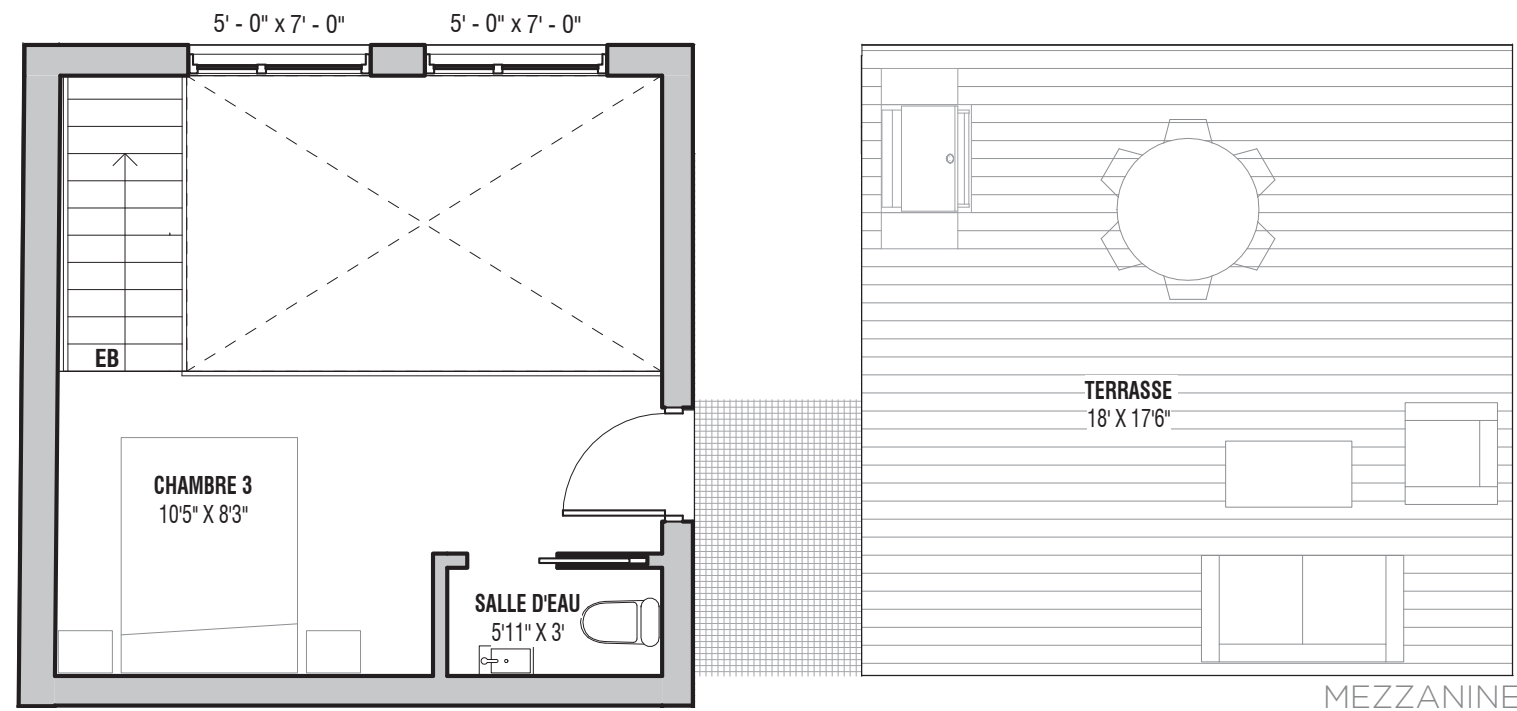 5' - 0" x 7' - 0"
5' - 0" x 7' - 0"
EB
TERRASSE
18' X 17'6"
CHAMBRE 3
10'5" X 8'3"
SALLE D'EAU
5'11" X 3'
MEZZANINE